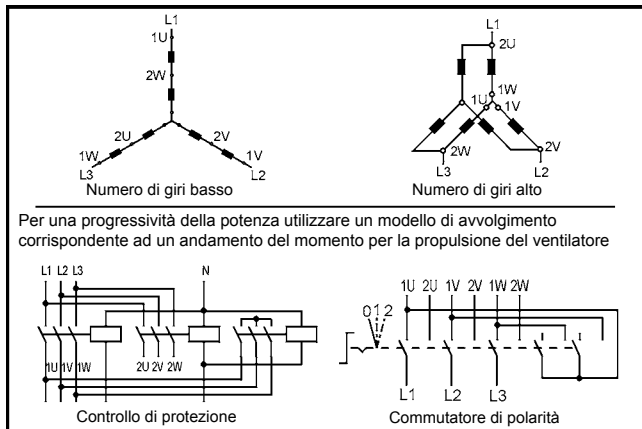 L1
1U
2W
2U
2V
1W
1V
L3
L2
Numero di giri basso
L1
2U
1W
1U
1V
2W
2V
L3
L2
Numero di giri alto
Per una progressività della potenza utilizzare un modello di avvolgimento
corrispondente ad un andamento del momento per la propulsione del ventilatore
L1 L2 L3 N
1U 1V 1W 2U 2V 2W
Controllo di protezione
1U 2U 1V 2V 1W 2W
0 1 2
L1 L2 L3
Commutatore di polarità